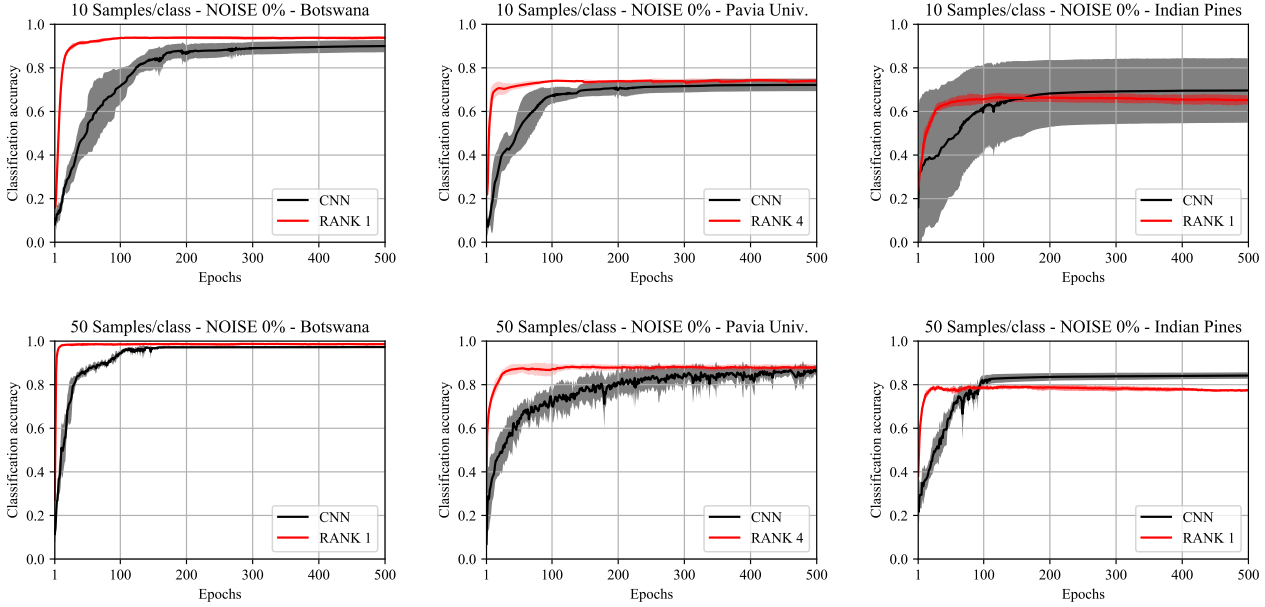 10 Samples/class - NOISE 0% - Botswana
1.0
0.8
0.6
0.4
0.2
0.0
Classification accuracy
CNN
RANK 1
1 100 200 300 400 500
Epochs
10 Samples/class - NOISE 0% - Pavia Univ.
1.0
0.8
0.6
0.4
0.2
0.0
Classification accuracy
CNN
RANK 4
1 100 200 300 400 500
Epochs
10 Samples/class - NOISE 0% - Indian Pines
1.0
0.8
0.6
0.4
0.2
0.0
Classification accuracy
CNN
RANK 1
1 100 200 300 400 500
Epochs
50 Samples/class - NOISE 0% - Botswana
1.0
0.8
0.6
0.4
0.2
0.0
Classification accuracy
CNN
RANK 1
1 100 200 300 400 500
Epochs
50 Samples/class - NOISE 0% - Pavia Univ.
1.0
0.8
0.6
0.4
0.2
0.0
Classification accuracy
CNN
RANK 4
1 100 200 300 400 500
Epochs
50 Samples/class - NOISE 0% - Indian Pines
1.0
0.8
0.6
0.4
0.2
0.0
Classification accuracy
CNN
RANK 1
1 100 200 300 400 500
Epochs